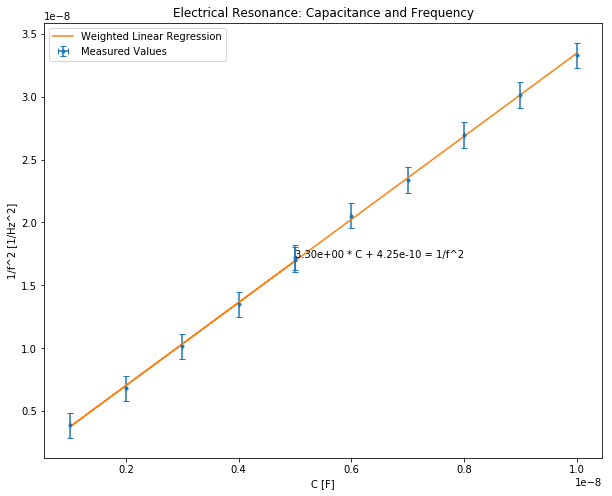 Electrical Resonance: Capacitance and Frequency
1e−8
Weighted Linear Regression
Measured Values
3.5
3.0
2.5
2.0
1.5
1.0
0.5
1/f^2 [1/Hz^2]
3.30e+00 * C + 4.25e-10 = 1/f^2
0.2 0.4 0.6 0.8 1.0
1e−8
C [F]